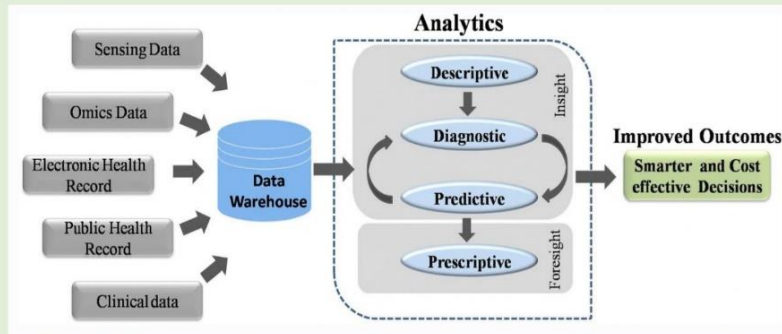 Analytics
Sensing Data
Omics Data
Electronic Health
Record
Public Health
Record
Clinical data
Data
Warehouse
Descriptive
Diagnostic
Predictive
Insight
Prescriptive
Foresight
Improved Outcomes
Smarter and Cost
effective Decisions